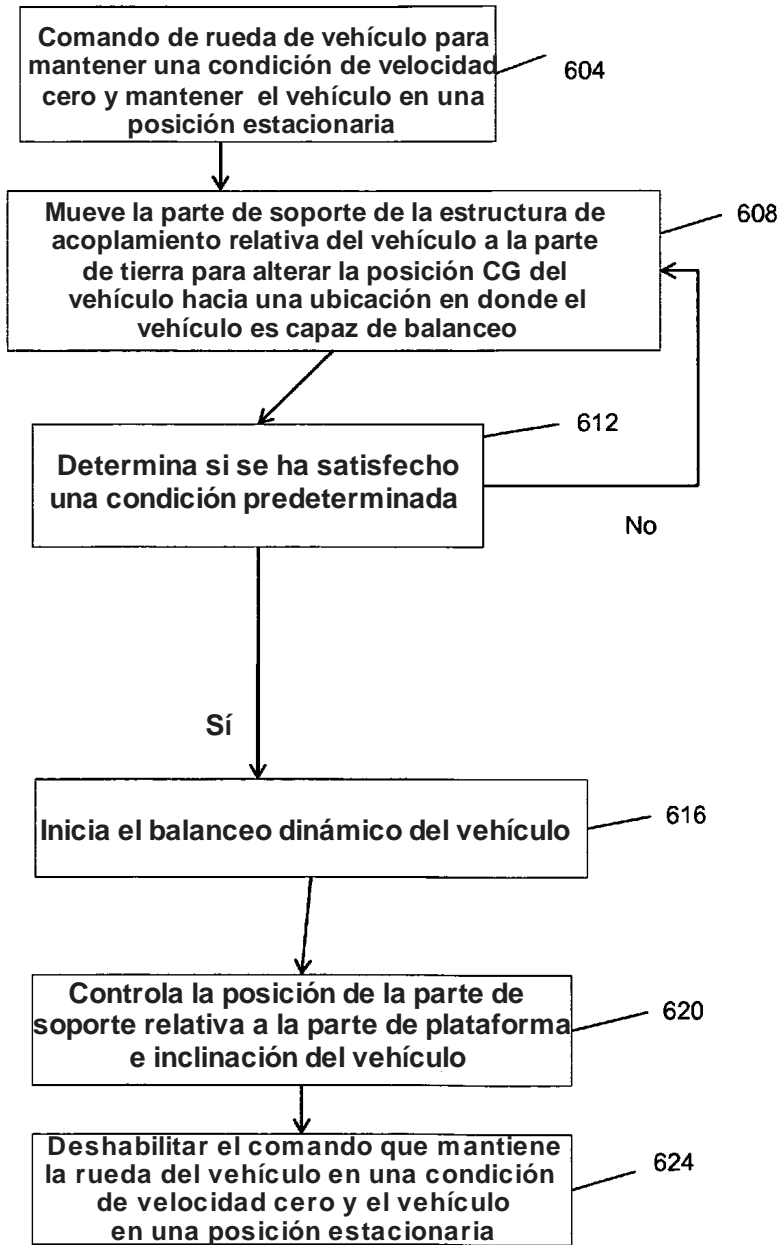 Comando de rueda de vehículo para
mantener una condición de velocidad
cero y mantener el vehículo en una
posición estacionaria
604
Mueve la parte de soporte de la estructura de
acoplamiento relativa del vehículo a la parte
de tierra para alterar la posición CG del
vehículo hacia una ubicación en donde el
vehículo es capaz de balanceo
608
612
Determina si se ha satisfecho
una condición predeterminada
No
Sí
Inicia el balanceo dinámico del vehículo
616
Controla la posición de la parte de
soporte relativa a la parte de plataforma
e inclinación del vehículo
620
Deshabilitar el comando que mantiene
la rueda del vehículo en una condición
de velocidad cero y el vehículo
en una posición estacionaria
624